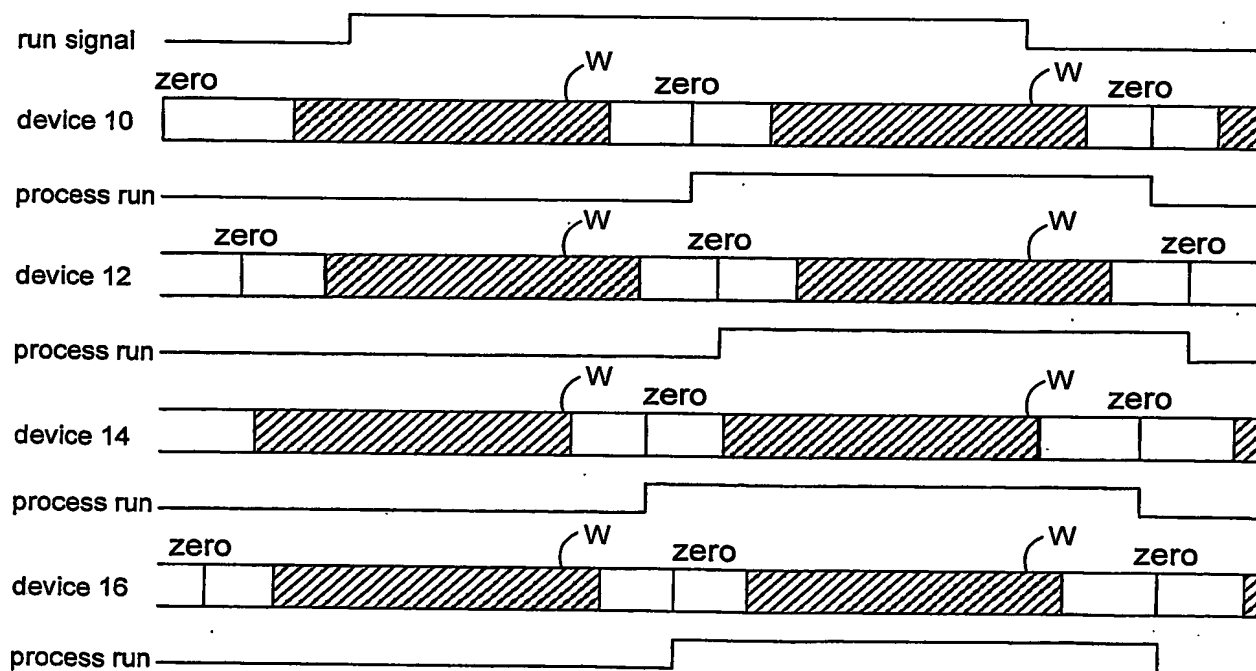 run signal
zero
W
zero
W
zero
device 10
process run
zero
W
zero
W
zero
device 12
process run
W
zero
W
zero
device 14
process run
zero
W
zero
W
zero
device 16
process run